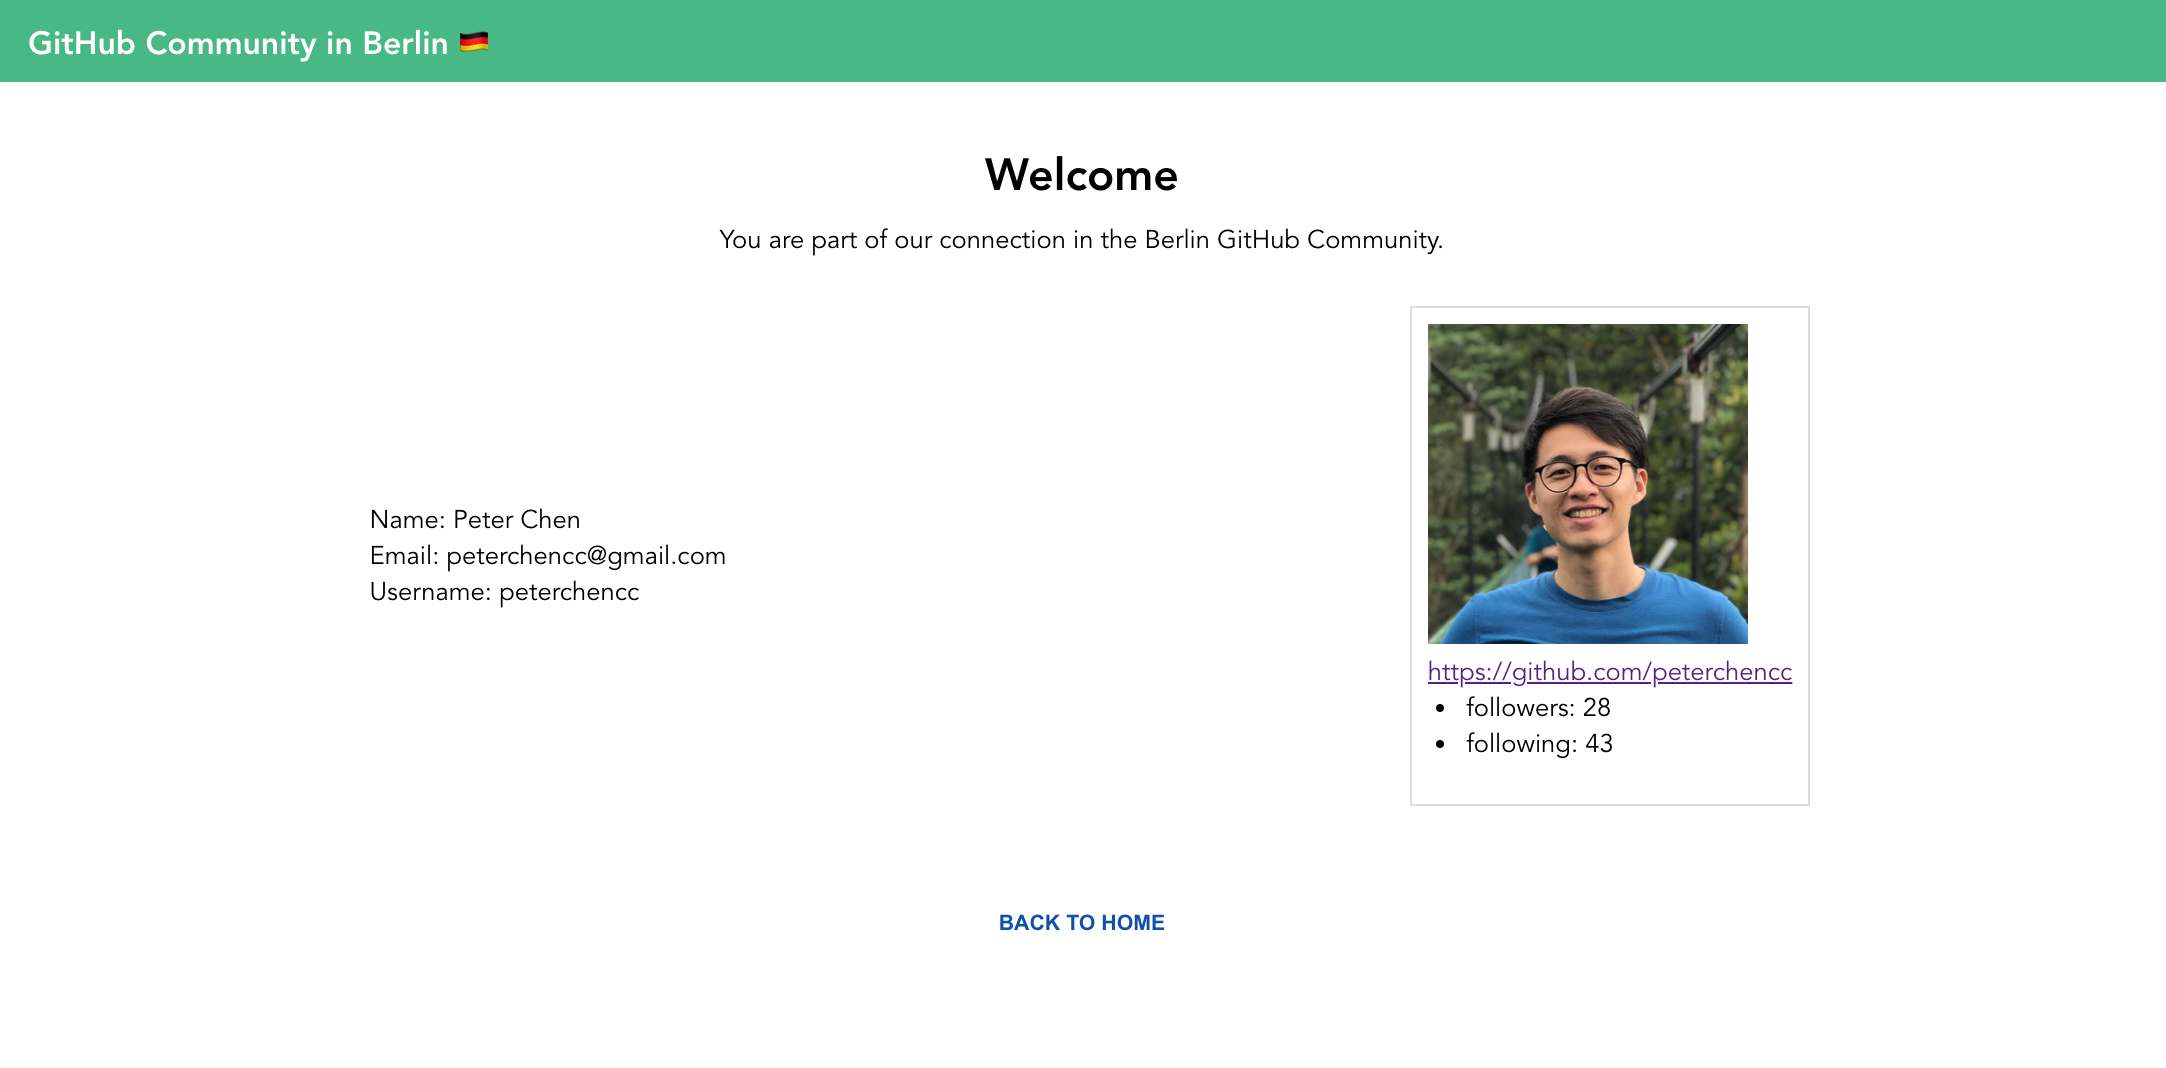 GitHub Community in Berlin 🇩🇪
Welcome
You are part of our connection in the Berlin GitHub Community.
Name: Peter Chen
Email: peterchencc@gmail.com
Username: peterchencc
https://github.com/peterchencc
• followers: 28
• following: 43
BACK TO HOME